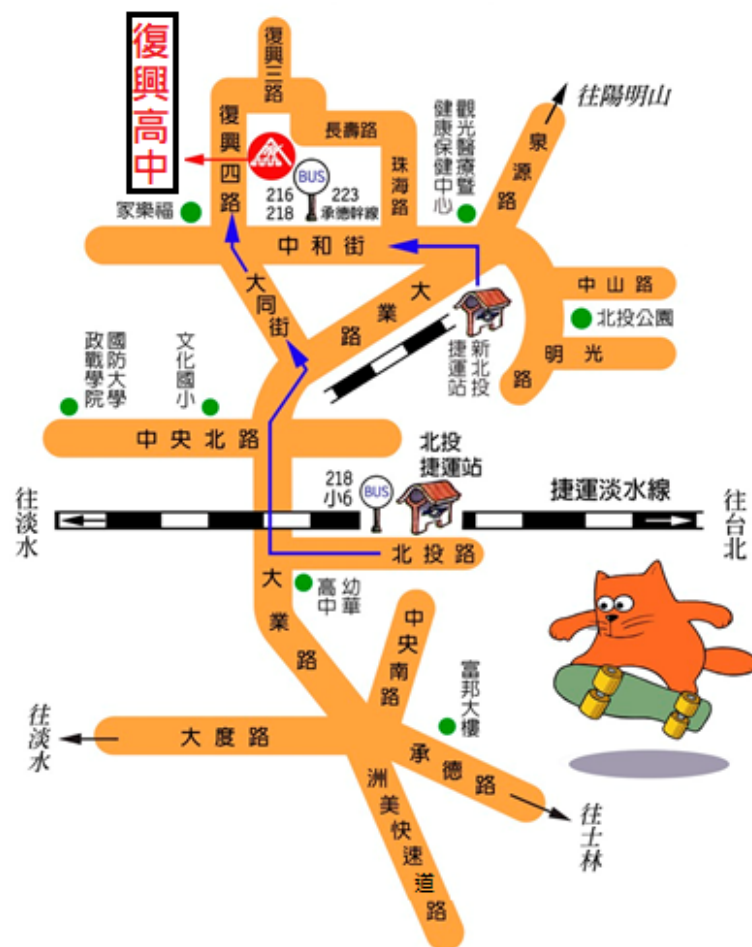 復興高中
復興三路
復興四路
長壽路
珠海路
觀光醫療暨
健康保健中心
往陽明山
泉源路
BUS
216
218
223
承德幹線
家樂福
中和街
大同街
大業路
中山路
北投公園
新北投
捷運站
光明路
國防大學
政戰學院
文化國小
中央北路
北投
捷運站
218
小6
BUS
捷運淡水線
往淡水
往台北
北投路
大業路
幼華
高中
中央南路
富邦大樓
往淡水
大度路
承德路
往士林
洲美快速道路